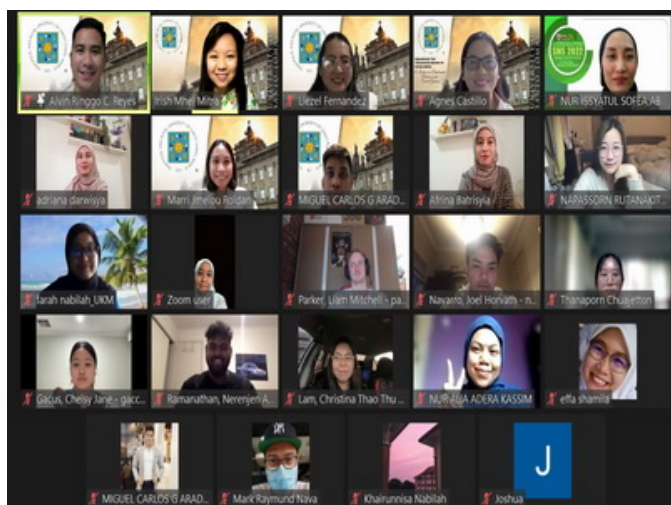 Alvin Ringgo C. Reyes
Irish Mhel Mitra
Liezel Fernandez
Agnes Castillo
SNS 2022
NUR ISSYATUL SOFEA AB
adriana darwisya
Marri Jmelou Roldan
MIGUEL CARLOS G ARAD...
Afrina Batrisyia
NAPASSORN RUTANAKIT...
farah nabilah_UKM
Zoom user
Parker, Liam Mitchell - pa...
Navarro, Joel Horvath - n...
Thanaporn Chuajetton
Gacus, Chelsy Jane - gacc...
Ramanathan, Nerenjen A...
Lam, Christina Thao Thu ...
NUR ALIA ADERA KASSIM
effa shamila
MIGUEL CARLOS G ARAD...
Mark Raymund Nava
Khairunnisa Nabilah
J
Joshua